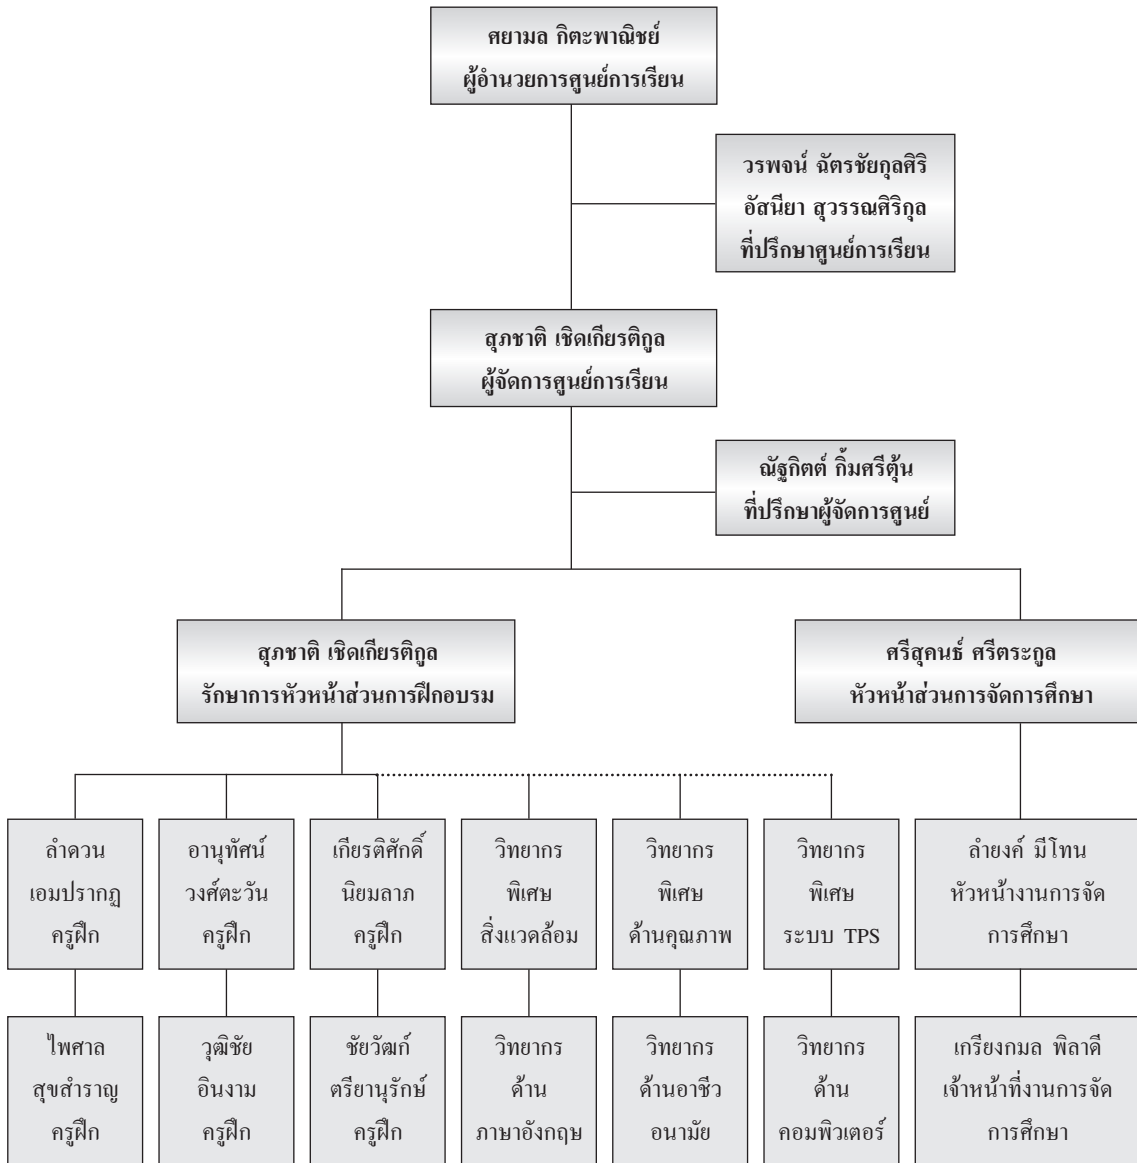 ศยามล กิตะพาณิชย์
ผู้อำนวยการศูนย์การเรียน
วรพจน์ ฉัตรชัยกุลศิริ
อัสนียา สุวรรณศิริกุล
ที่ปรึกษาศูนย์การเรียน
สุภชาติ เชิดเกียรติกูล
ผู้จัดการศูนย์การเรียน
ณัฐกิตต์ กิ้มศรีตุ้น
ที่ปรึกษาผู้จัดการศูนย์
สุภชาติ เชิดเกียรติกูล
รักษาการหัวหน้าส่วนการฝึกอบรม
ศรีสุคนธ์ ศรีตระกูล
หัวหน้าส่วนการจัดการศึกษา
ลำดวน
เอมปรากฏ
ครูฝึก
อานุทัศน์
วงศ์ตะวัน
ครูฝึก
เกียรติศักดิ์
นิยมลาภ
ครูฝึก
วิทยากร
พิเศษ
สิ่งแวดล้อม
วิทยากร
พิเศษ
ด้านคุณภาพ
วิทยากร
พิเศษ
ระบบ TPS
ลำยงค์ มีโทน
หัวหน้างานการจัด
การศึกษา
ไพศาล
สุขสำราญ
ครูฝึก
วุฒิชัย
อินงาม
ครูฝึก
ชัยวัฒก์
ตรียานุรักษ์
ครูฝึก
วิทยากร
ด้าน
ภาษาอังกฤษ
วิทยากร
ด้านอาชีว
อนามัย
วิทยากร
ด้าน
คอมพิวเตอร์
เกรียงกมล พิลาดี
เจ้าหน้าที่งานการจัด
การศึกษา